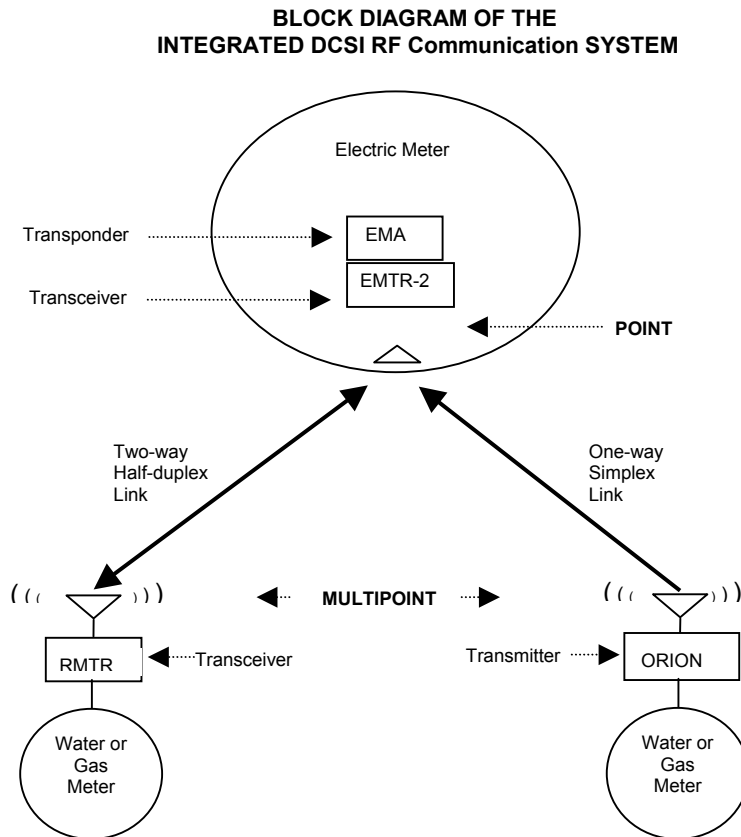 BLOCK DIAGRAM OF THE
INTEGRATED DCSI RF Communication SYSTEM
Electric Meter
Transponder
EMA
Transceiver
EMTR-2
POINT
Two-way
Half-duplex
Link
One-way
Simplex
Link
MULTIPOINT
RMTR
Transceiver
Transmitter
ORION
Water or
Gas
Meter
Water or
Gas
Meter